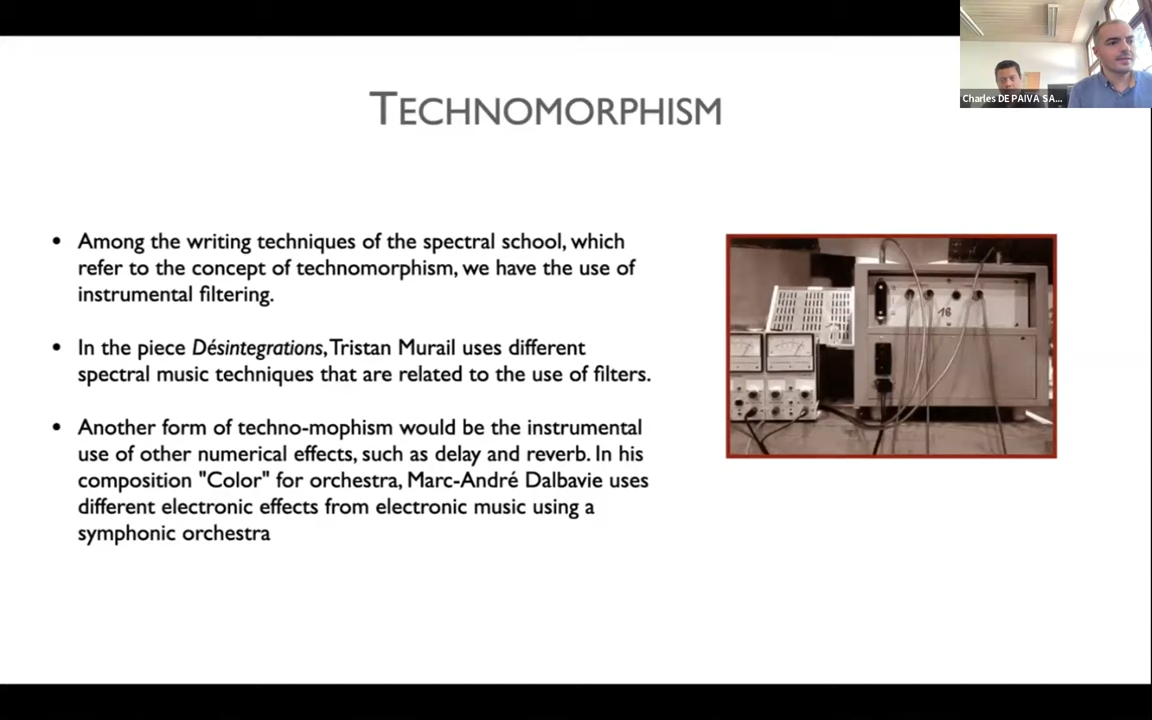 Charles DE PAIVA SA...
TECHNOMORPHISM
• Among the writing techniques of the spectral school, which
refer to the concept of technomorphism, we have the use of
instrumental filtering.
• In the piece Désintegrations, Tristan Murail uses different
spectral music techniques that are related to the use of filters.
• Another form of techno-mophism would be the instrumental
use of other numerical effects, such as delay and reverb. In his
composition "Color" for orchestra, Marc-André Dalbavie uses
different electronic effects from electronic music using a
symphonic orchestra
16